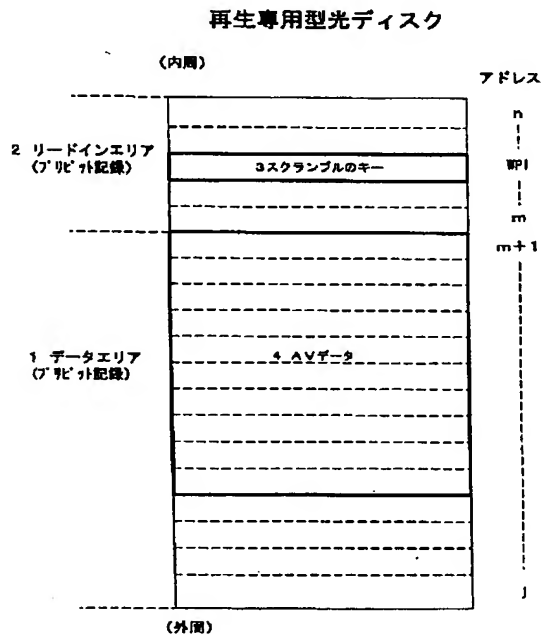 再生専用型光ディスク
(内周)
アドレス
n
2 リードインエリア
(プリピット記録)
3スクランブルのキー
WPI
m
m+1
1 データエリア
(プリピット記録)
4 AVデータ
j
(外周)